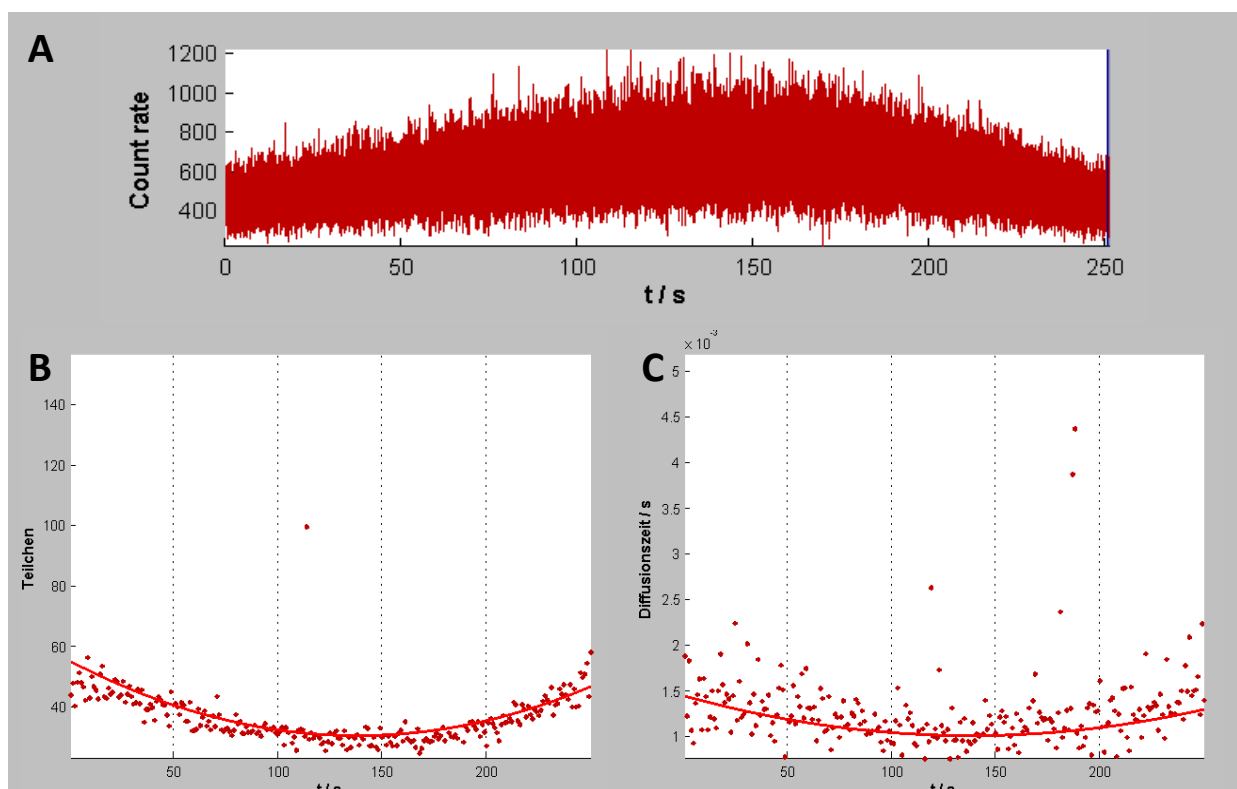 A
1200
1000
800
600
400
Count rate
0 50 100 150 200 250
t / s
B
140
120
100
80
60
40
Teilchen
50 100 150 200
t / s
C
x 10⁻³
5
4.5
4
3.5
3
2.5
2
1.5
1
Diffusionszeit / s
50 100 150 200
t / s